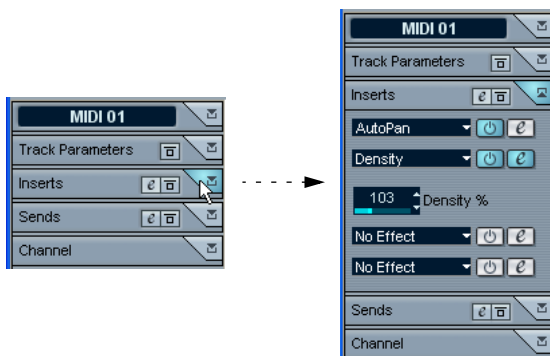 MIDI 01
Track Parameters
Inserts e
Sends e
Channel
MIDI 01
Track Parameters
Inserts e
AutoPan e
Density e
103 Density %
No Effect e
No Effect e
Sends e
Channel